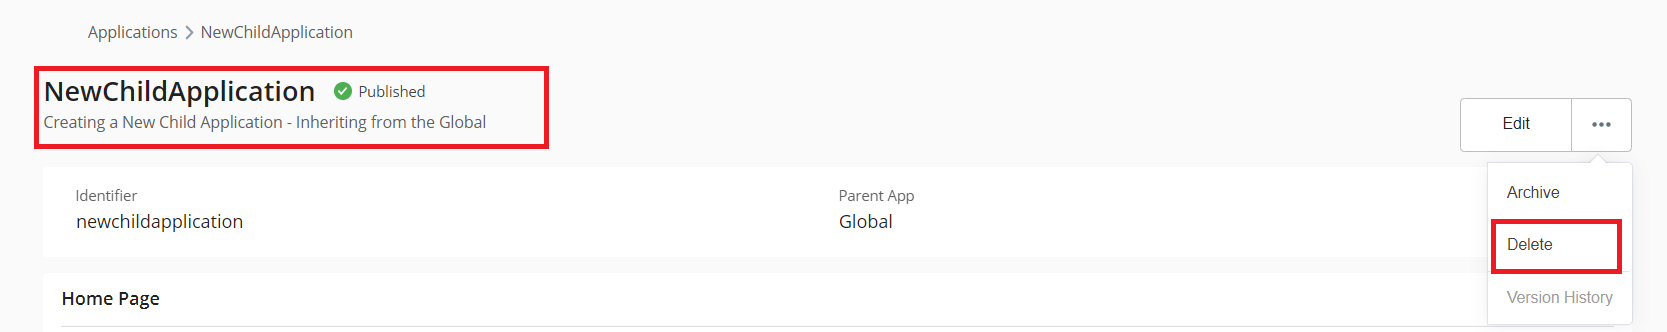 Applications > NewChildApplication
NewChildApplication Published
Creating a New Child Application - Inheriting from the Global
Edit ...
Archive
Identifier
Parent App
newchildapplication
Global
Delete
Home Page
Version History